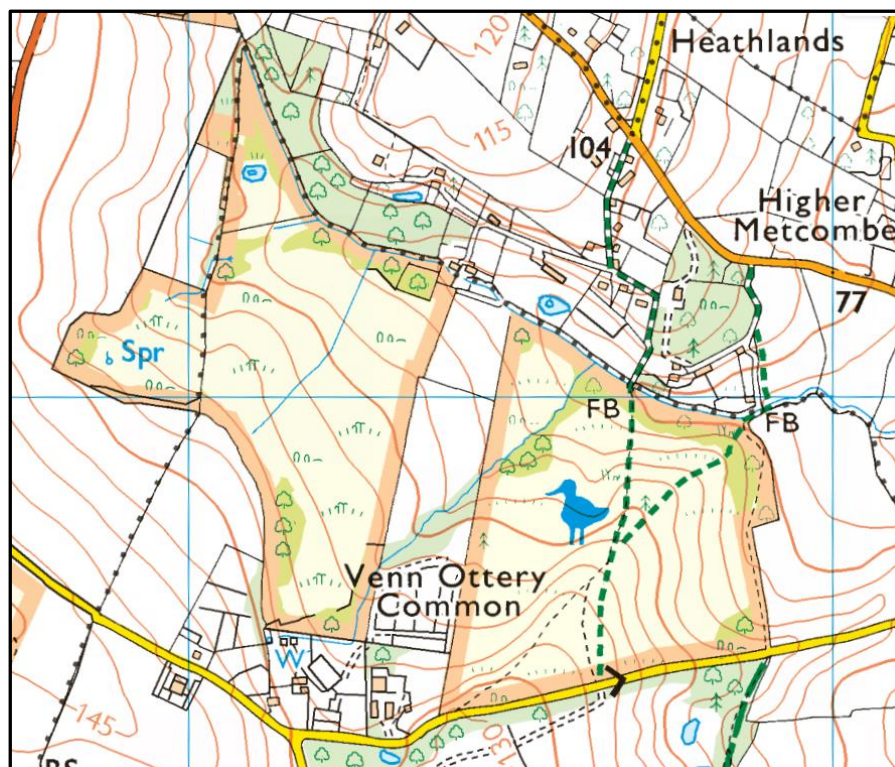 120
Heathlands
115
104
Higher
Metcombe
77
Spr
FB
FB
Venn Ottery
Common
W
145
130